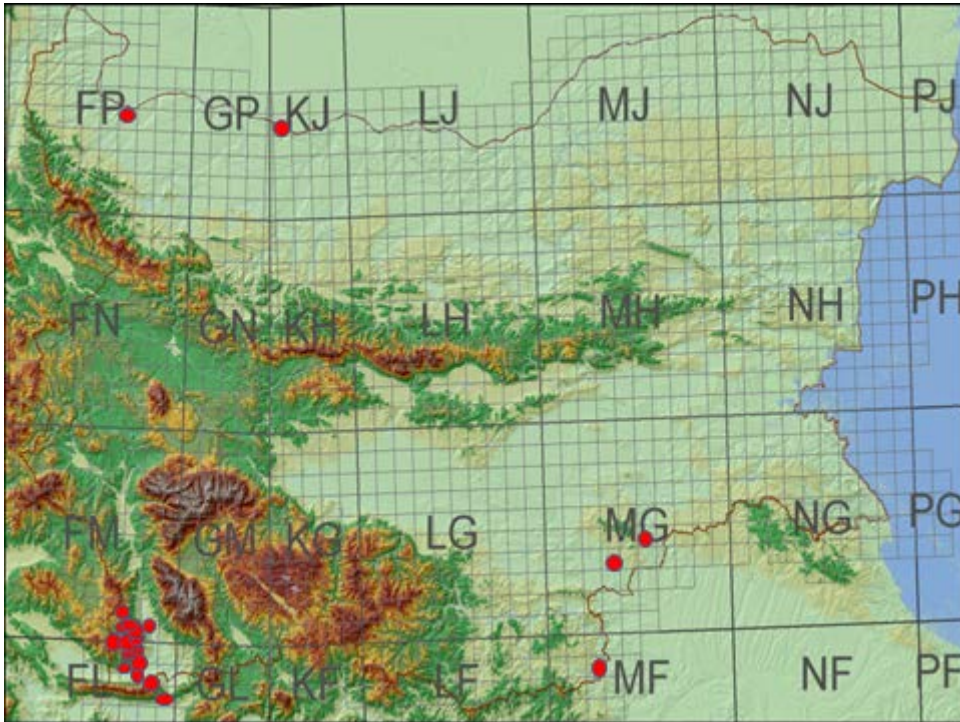 FP GP KJ LJ MJ NJ PJ
FN GN KH LH MH NH PH
FM GM KG LG MG NG PG
FL GL KF LF MF NF PF